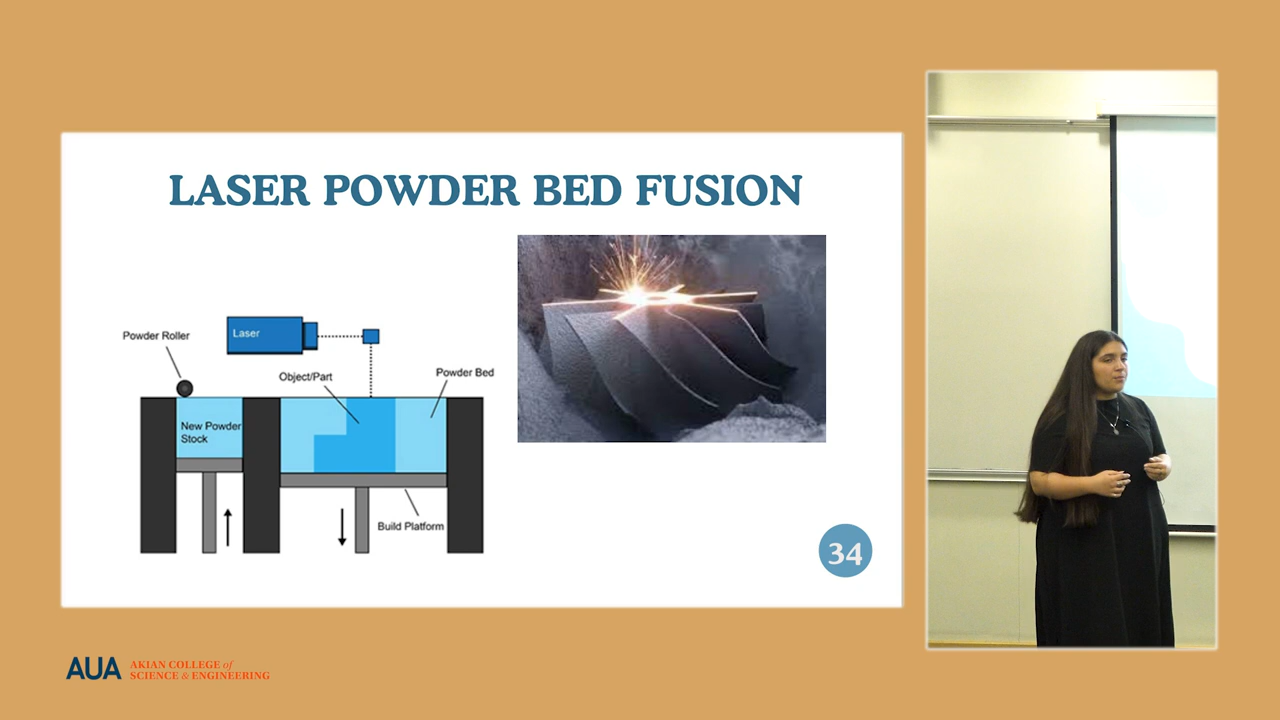 LASER POWDER BED FUSION
Powder Roller
Laser
Object/Part
Powder Bed
New Powder
Stock
Build Platform
34
AUA
AKIAN COLLEGE of
SCIENCE & ENGINEERING